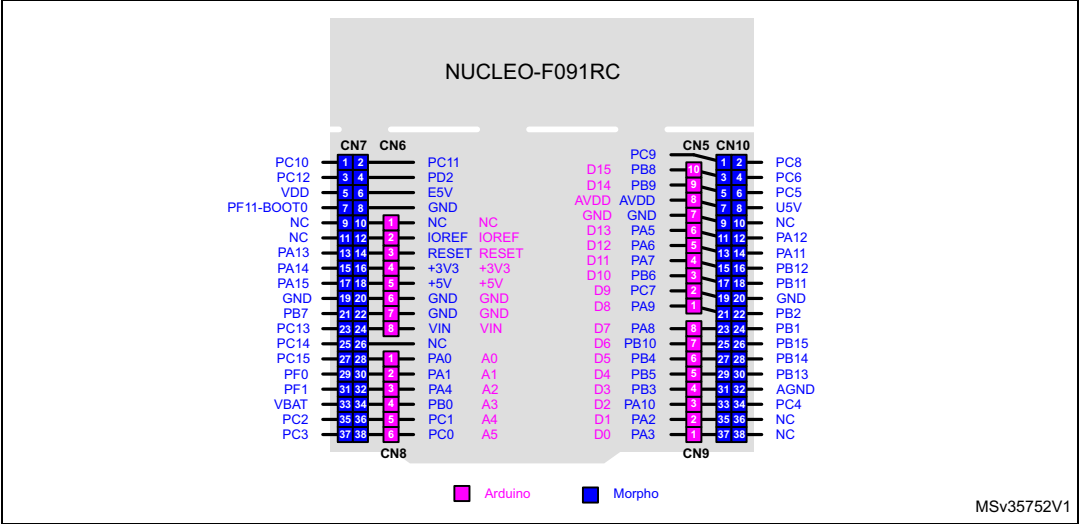 NUCLEO-F091RC
CN7 CN6 CN5 CN10
PC9
PC10 1 2 PC11 D15 PB8 10 1 2 PC8
PC12 3 4 PD2 D14 PB9 9 3 4 PC6
VDD 5 6 E5V AVDD AVDD 8 5 6 PC5
PF11-BOOT0 7 8 GND GND GND 7 7 8 U5V
NC 9 10 1 NC NC D13 PA5 6 9 10 NC
NC 11 12 2 IOREF IOREF D12 PA6 5 11 12 PA12
PA13 13 14 3 RESET RESET D11 PA7 4 13 14 PA11
PA14 15 16 4 +3V3 +3V3 D10 PB6 3 15 16 PB12
PA15 17 18 5 +5V +5V D9 PC7 2 17 18 PB11
GND 19 20 6 GND GND D8 PA9 1 19 20 GND
PB7 21 22 7 GND GND 21 22 PB2
PC13 23 24 8 VIN VIN D7 PA8 8 23 24 PB1
PC14 25 26 NC D6 PB10 7 25 26 PB15
PC15 27 28 1 PA0 A0 D5 PB4 6 27 28 PB14
PF0 29 30 2 PA1 A1 D4 PB5 5 29 30 PB13
PF1 31 32 3 PA4 A2 D3 PB3 4 31 32 AGND
VBAT 33 34 4 PB0 A3 D2 PA10 3 33 34 PC4
PC2 35 36 5 PC1 A4 D1 PA2 2 35 36 NC
PC3 37 38 6 PC0 A5 D0 PA3 1 37 38 NC
CN8 CN9
Arduino Morpho
MSv35752V1